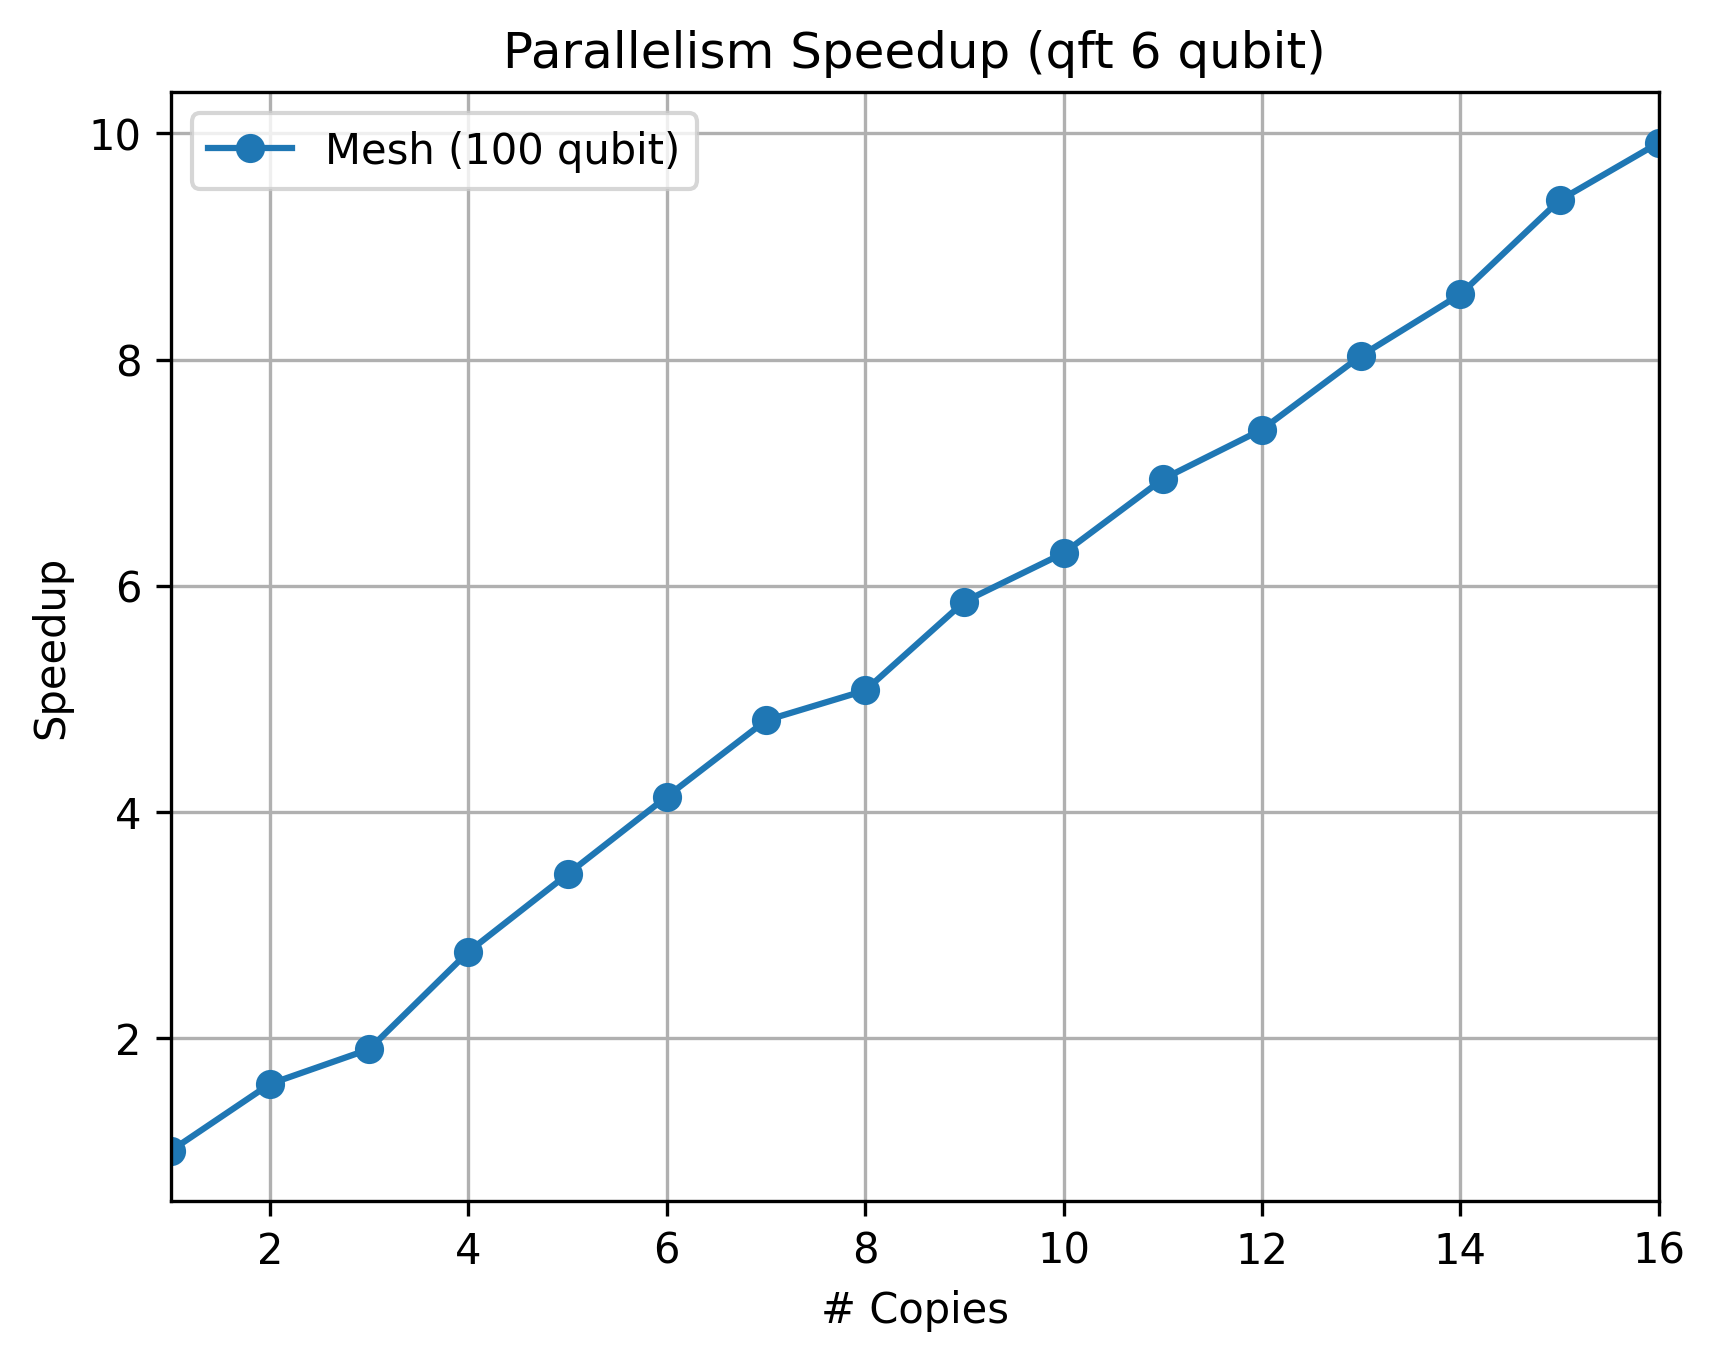 Parallelism Speedup (qft 6 qubit)
Mesh (100 qubit)
10
8
6
4
2
Speedup
2 4 6 8 10 12 14 16
# Copies